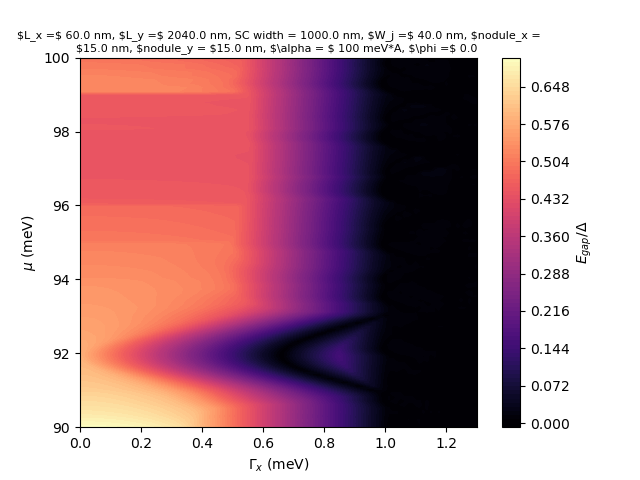 $L_x =$ 60.0 nm, $L_y =$ 2040.0 nm, SC width = 1000.0 nm, $W_j =$ 40.0 nm, $nodule_x =
$15.0 nm, $nodule_y = $15.0 nm, $\alpha = $ 100 meV*A, $\phi =$ 0.0
100
98
96
94
92
90
μ (meV)
0.0 0.2 0.4 0.6 0.8 1.0 1.2
Γx (meV)
0.648
0.576
0.504
0.432
0.360
0.288
0.216
0.144
0.072
0.000
Egap/Δ